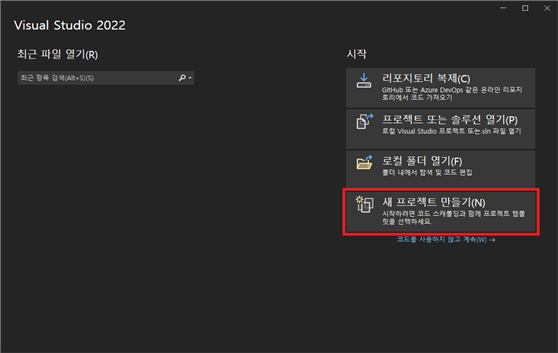 Visual Studio 2022
최근 파일 열기(R)
최근 항목 검색(Alt+S)(S)
시작
리포지토리 복제(C)
GitHub 또는 Azure DevOps 같은 온라인 리포지
토리에서 코드 가져오기
프로젝트 또는 솔루션 열기(P)
로컬 Visual Studio 프로젝트 또는.sln 파일 열기
로컬 폴더 열기(F)
폴더 내에서 탐색 및 코드 편집
새 프로젝트 만들기(N)
시작하려면 코드 스캐폴딩과 함께 프로젝트 템플
릿을 선택하세요.
코드를 사용하지 않고 계속(W) →